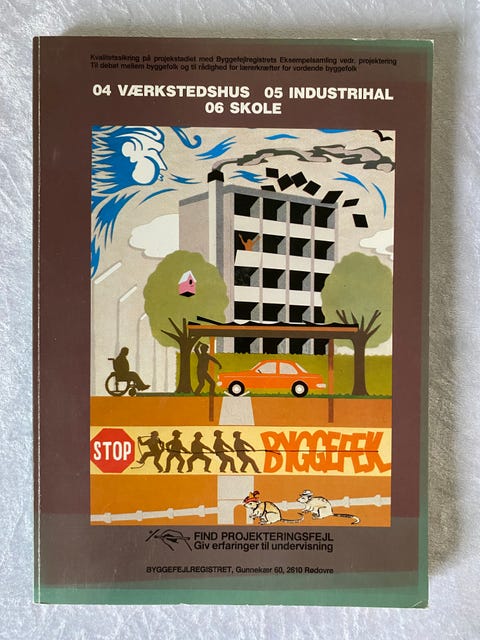 Kvalitetssikring på projekstadiet med Byggefejlregistrets Eksempelsamling vedr. projektering
Til debat mellem byggefolk og til rådighed for lærerkræfter for vordende byggefolk
04 VÆRKSTEDSHUS 05 INDUSTRIHAL
06 SKOLE
STOP
BYGGEFEJL
FIND PROJEKTERINGSFEJL
Giv erfaringer til undervisning
BYGGEFEJLREGISTRET, Gunnekær 60, 2610 Rødovre